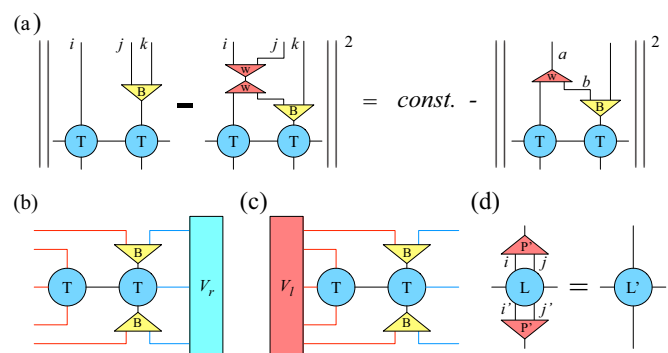 (a)
i j k i j k 2 a 2
w w w b
B B = const. - B
T T T T T T
(b) (c) (d)
B B P'
i j
T T V_r V_l T T L = L'
i' j'
B B P'